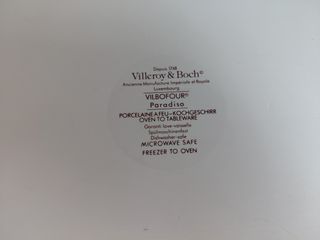 Depuis 1748
Villeroy & Boch®
Ancienne Manufacture Impériale et Royale
Luxembourg
VILBOFOUR®
Paradiso
PORCELAINE A FEU–KOCHGESCHIRR
OVEN TO TABLEWARE
Garanti lave-vaisselle
Spülmaschinenfest
Dishwasher-safe
MICROWAVE SAFE
FREEZER TO OVEN